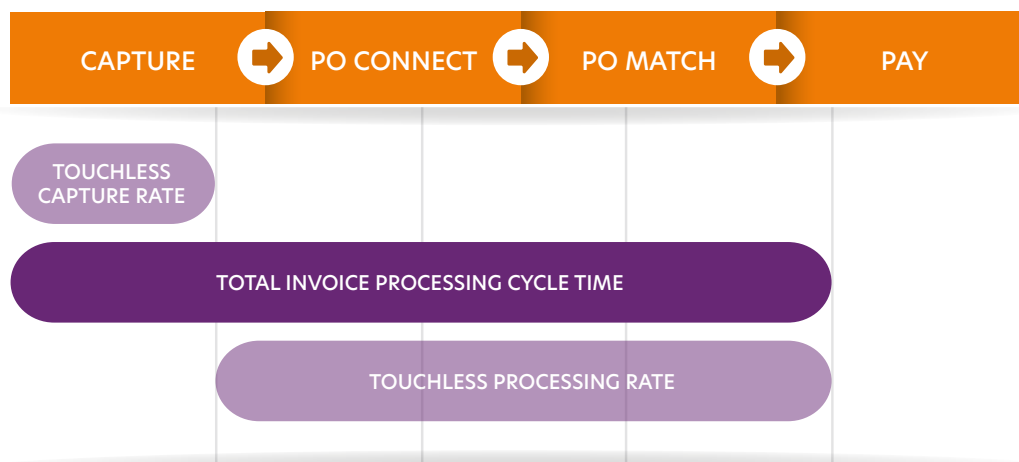 CAPTURE PO CONNECT PO MATCH PAY
TOUCHLESS
CAPTURE RATE
TOTAL INVOICE PROCESSING CYCLE TIME
TOUCHLESS PROCESSING RATE